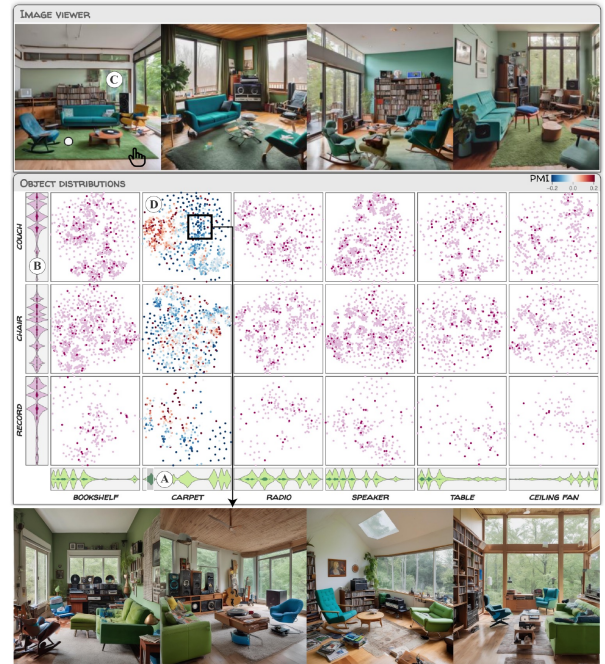 IMAGE VIEWER
C
OBJECT DISTRIBUTIONS
PMI
-0.2 0.0 0.2
D
COUCH
B
CHAIR
RECORD
A
BOOKSHELF CARPET RADIO SPEAKER TABLE CEILING FAN